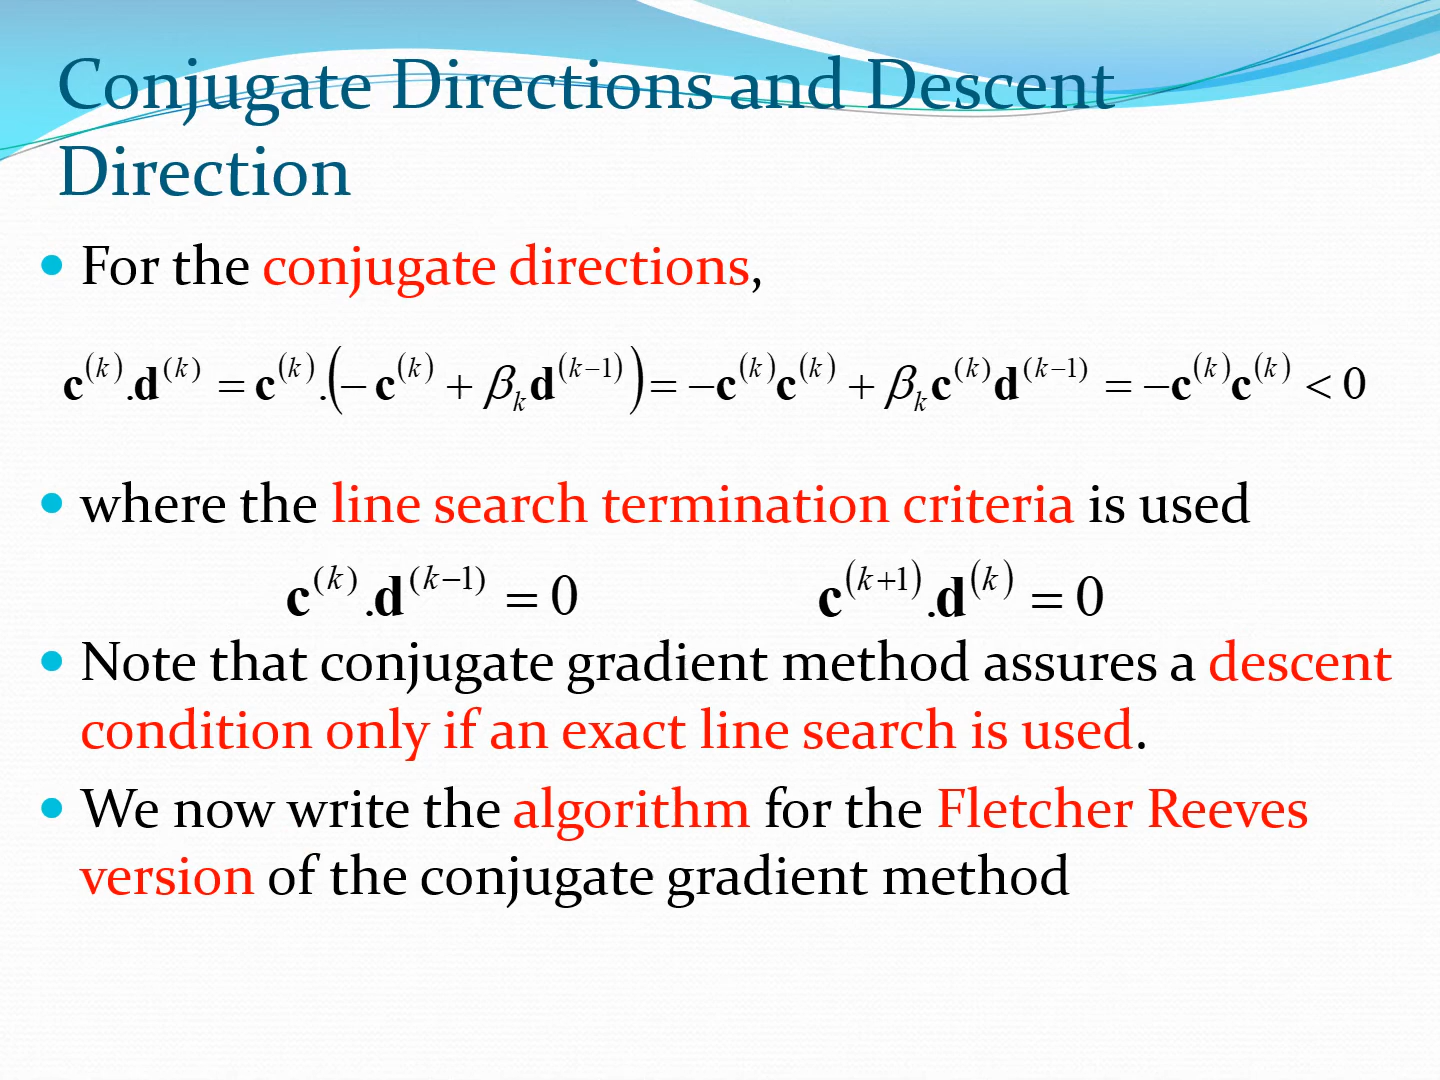 Conjugate Directions and Descent
Direction
• For the conjugate directions,
c^(k).d^(k) = c^(k).(−c^(k) + β_k d^(k−1)) = −c^(k)c^(k) + β_k c^(k)d^(k−1) = −c^(k)c^(k) < 0
• where the line search termination criteria is used
c^(k).d^(k−1) = 0 c^(k+1).d^(k) = 0
• Note that conjugate gradient method assures a descent
condition only if an exact line search is used.
• We now write the algorithm for the Fletcher Reeves
version of the conjugate gradient method